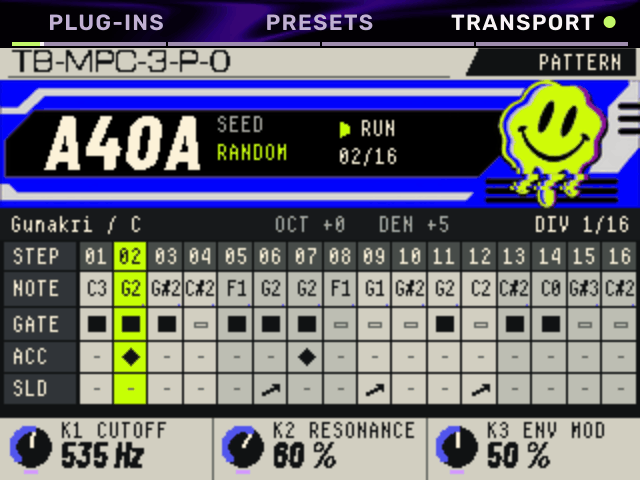 PLUG-INS PRESETS TRANSPORT
TB-MPC-3-P-0 PATTERN
A40A SEED RANDOM RUN 02/16
Gunakri / C OCT +0 DEN +5 DIV 1/16
STEP 01 02 03 04 05 06 07 08 09 10 11 12 13 14 15 16
NOTE C3 G2 G#2 C#2 F1 G2 G2 F1 G1 G#2 G2 C2 C#2 C0 G#3 C#2
GATE
ACC - - - - - - - - - - - - - -
SLD - - - - - - - - - - - - -
K1 CUTOFF K2 RESONANCE K3 ENV MOD
535 Hz 60 % 50 %